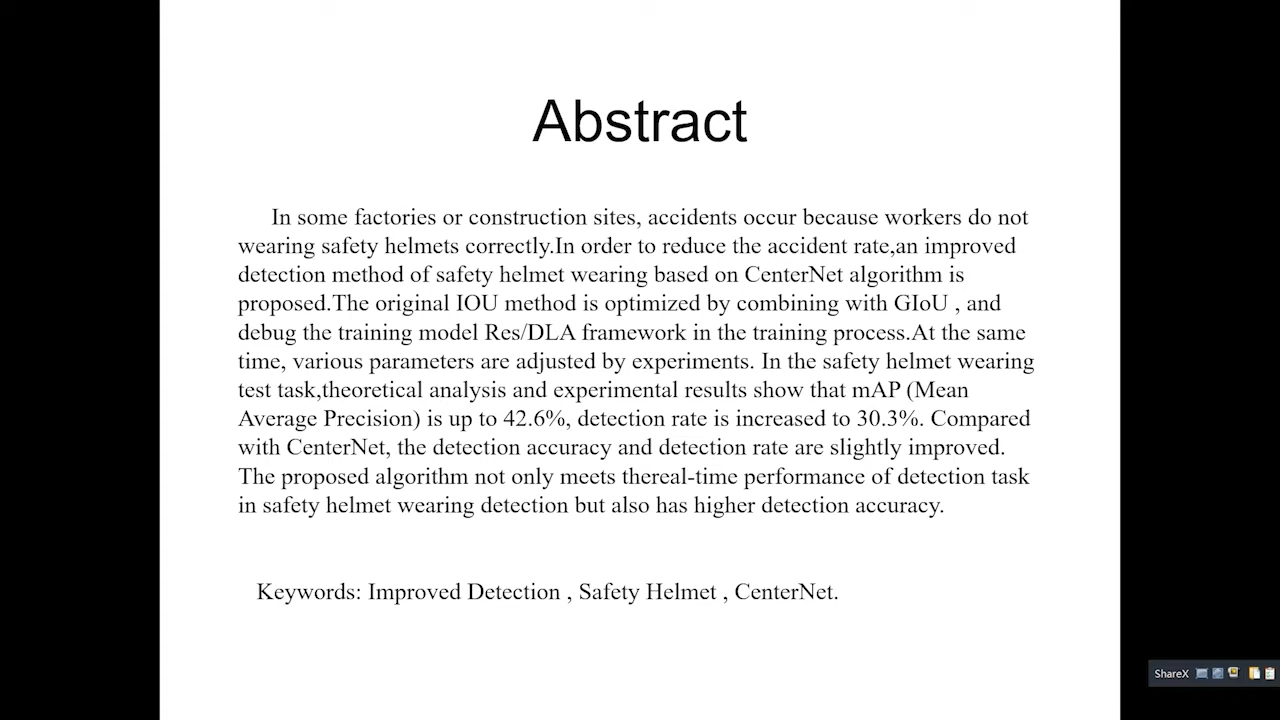 Abstract
In some factories or construction sites, accidents occur because workers do not
wearing safety helmets correctly.In order to reduce the accident rate,an improved
detection method of safety helmet wearing based on CenterNet algorithm is
proposed.The original IOU method is optimized by combining with GIoU , and
debug the training model Res/DLA framework in the training process.At the same
time, various parameters are adjusted by experiments. In the safety helmet wearing
test task,theoretical analysis and experimental results show that mAP (Mean
Average Precision) is up to 42.6%, detection rate is increased to 30.3%. Compared
with CenterNet, the detection accuracy and detection rate are slightly improved.
The proposed algorithm not only meets thereal-time performance of detection task
in safety helmet wearing detection but also has higher detection accuracy.
Keywords: Improved Detection , Safety Helmet , CenterNet.
ShareX